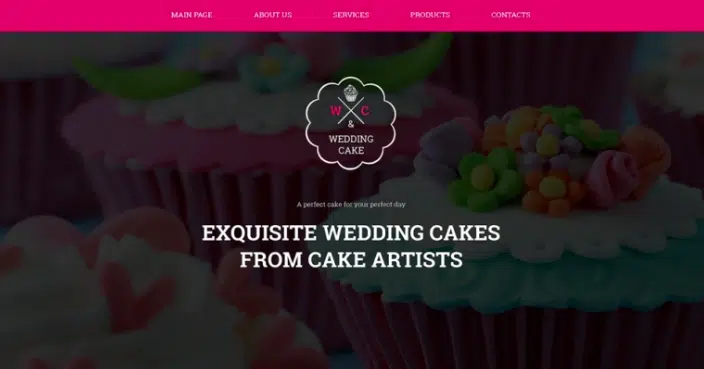 MAIN PAGE ABOUT US SERVICES PRODUCTS CONTACTS
W C
&
WEDDING
CAKE
A perfect cake for your perfect day
EXQUISITE WEDDING CAKES
FROM CAKE ARTISTS